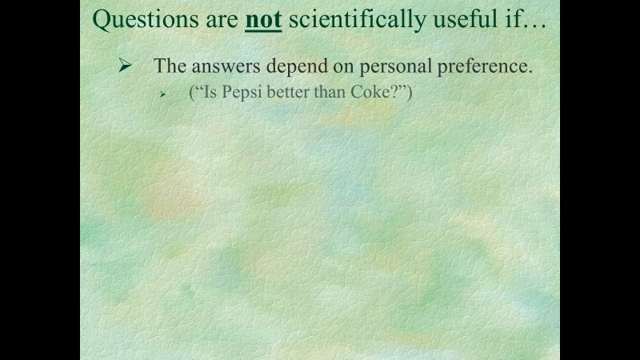 Questions are not scientifically useful if…
The answers depend on personal preference.
(“Is Pepsi better than Coke?”)